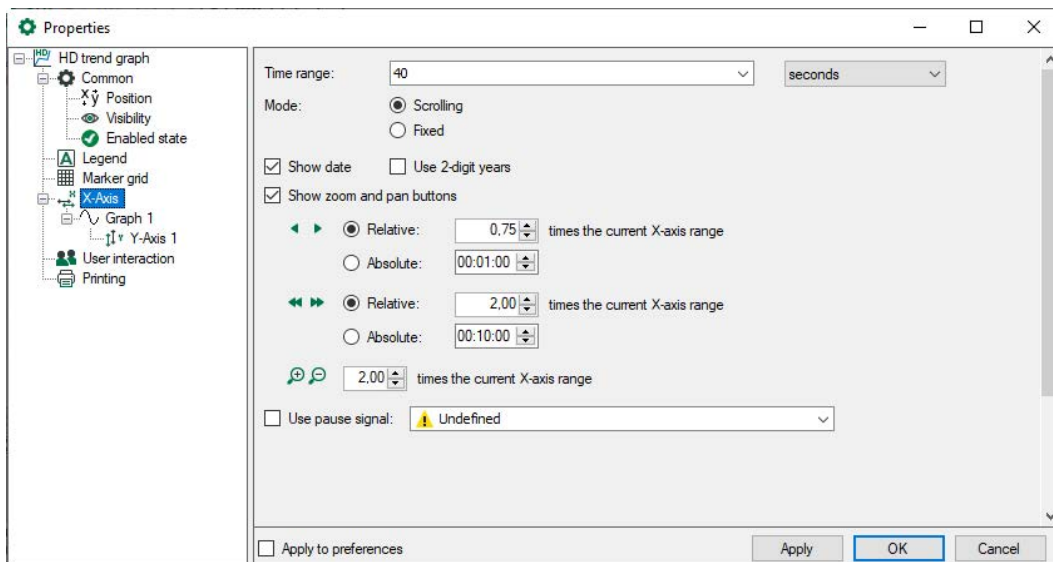 Properties
HD trend graph
Common
Position
Visibility
Enabled state
Legend
Marker grid
X-Axis
Graph 1
Y-Axis 1
User interaction
Printing
Time range: 40 seconds
Mode: Scrolling
Fixed
Show date Use 2-digit years
Show zoom and pan buttons
Relative: 0,75 times the current X-axis range
Absolute: 00:01:00
Relative: 2,00 times the current X-axis range
Absolute: 00:10:00
2,00 times the current X-axis range
Use pause signal: Undefined
Apply to preferences Apply OK Cancel